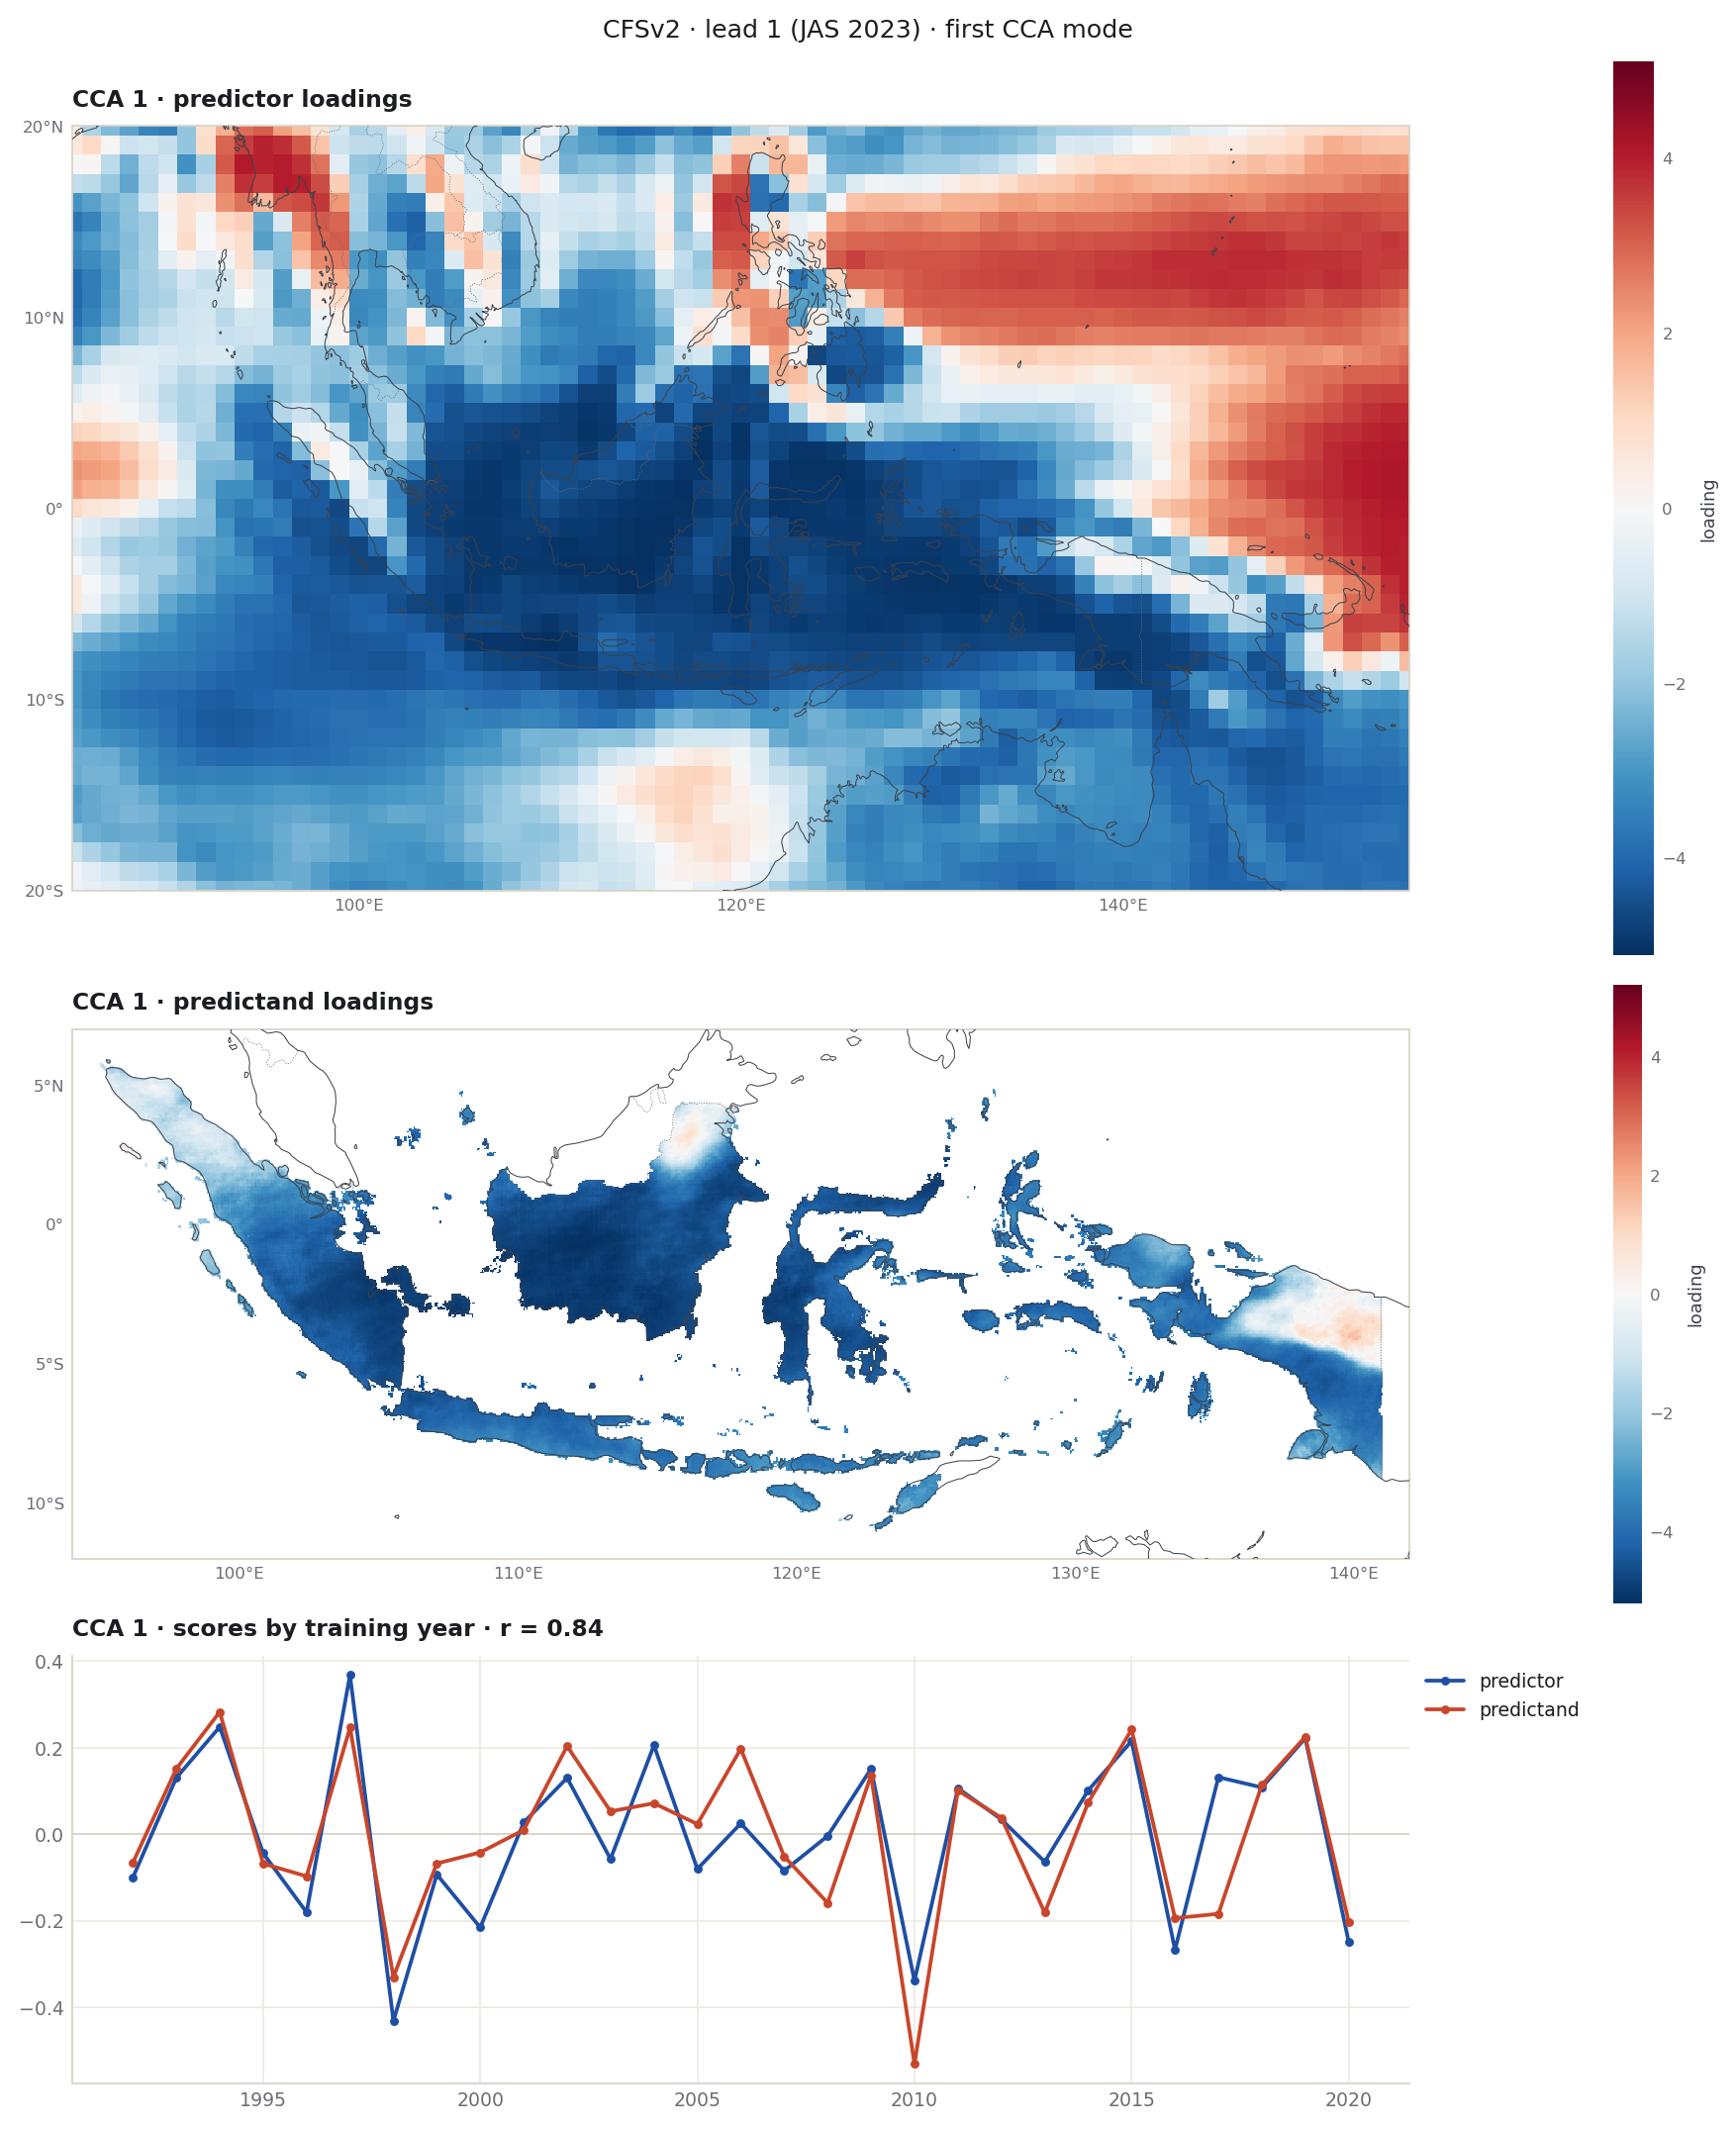 CFSv2 · lead 1 (JAS 2023) · first CCA mode
CCA 1 · predictor loadings
20°N
10°N
0°
10°S
20°S
100°E
120°E
140°E
4
2
0
−2
−4
loading
CCA 1 · predictand loadings
5°N
0°
5°S
10°S
100°E
110°E
120°E
130°E
140°E
4
2
0
−2
−4
loading
CCA 1 · scores by training year · r = 0.84
0.4
0.2
0.0
−0.2
−0.4
1995
2000
2005
2010
2015
2020
predictor
predictand